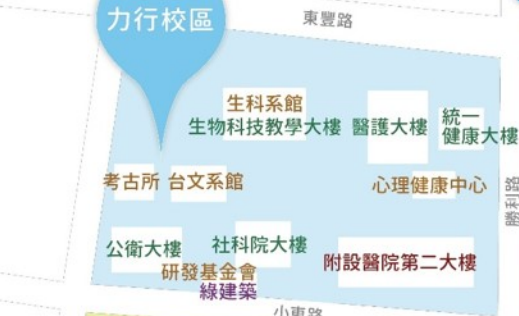 力行校區
東豐路
生科系館
生物科技教學大樓
醫護大樓
統一
健康大樓
考古所
台文系館
心理健康中心
勝利路
公衛大樓
社科院大樓
附設醫院第二大樓
研發基金會
綠建築
小東路